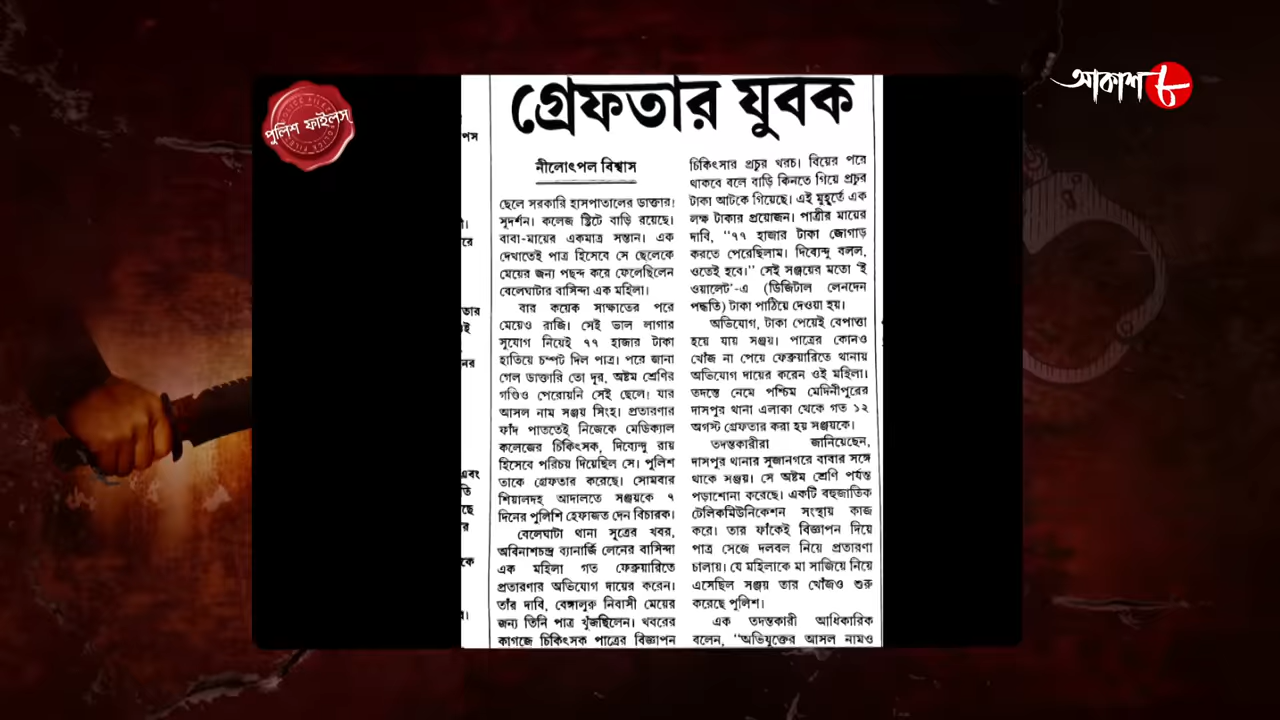 আকাশ ৮
পুলিশ ফাইলস
গ্রেফতার যুবক
নীলোৎপল বিশ্বাস
ছেলে সরকারি হাসপাতালের ডাক্তার!
সুদর্শন। কলেজ স্ট্রিটে বাড়ি রয়েছে।
বাবা-মায়ের একমাত্র সন্তান। এক
দেখাতেই পাত্র হিসেবে সে ছেলেকে
মেয়ের জন্য পছন্দ করে ফেলেছিলেন
বেলেঘাটার বাসিন্দা এক মহিলা।
বার কয়েক সাক্ষাতের পরে
মেয়েও রাজি। সেই ভাল লাগার
সুযোগ নিয়েই ৭৭ হাজার টাকা
হাতিয়ে চম্পট দিল পাত্র। পরে জানা
গেল ডাক্তারি তো দূর, অষ্টম শ্রেণির
গণ্ডিও পেরোয়নি সেই ছেলে! যার
আসল নাম সঞ্জয় সিংহ। প্রতারণার
ফাঁদ পাততেই নিজেকে মেডিক্যাল
কলেজের চিকিৎসক, দিব্যেন্দু রায়
হিসেবে পরিচয় দিয়েছিল সে। পুলিশ
তাকে গ্রেফতার করেছে। সোমবার
শিয়ালদহ আদালতে সঞ্জয়কে ৭
দিনের পুলিশি হেফাজত দেন বিচারক।
বেলেঘাটা থানা সূত্রের খবর,
অবিনাশচন্দ্র ব্যানার্জি লেনের বাসিন্দা
এক মহিলা গত ফেব্রুয়ারিতে
প্রতারণার অভিযোগ দায়ের করেন।
তাঁর দাবি, বেঙ্গালুরু নিবাসী মেয়ের
জন্য তিনি পাত্র খুঁজছিলেন। খবরের
কাগজে চিকিৎসক পাত্রের বিজ্ঞাপন
চিকিৎসার প্রচুর খরচ। বিয়ের পরে
থাকবে বলে বাড়ি কিনতে গিয়ে প্রচুর
টাকা আটকে গিয়েছে। এই মুহূর্তে এক
লক্ষ টাকার প্রয়োজন। পাত্রীর মায়ের
দাবি, ‘‘৭৭ হাজার টাকা জোগাড়
করতে পেরেছিলাম। দিব্যেন্দু বলল,
ওতেই হবে।’’ সেই সঞ্জয়ের মতো ‘ই
ওয়ালেট’-এ (ডিজিটাল লেনদেন
পদ্ধতি) টাকা পাঠিয়ে দেওয়া হয়।
অভিযোগ, টাকা পেয়েই বেপাত্তা
হয়ে যায় সঞ্জয়। পাত্রের কোনও
খোঁজ না পেয়ে ফেব্রুয়ারিতে থানায়
অভিযোগ দায়ের করেন ওই মহিলা।
তদন্তে নেমে পশ্চিম মেদিনীপুরের
দাসপুর থানা এলাকা থেকে গত ১২
অগস্ট গ্রেফতার করা হয় সঞ্জয়কে।
তদন্তকারীরা জানিয়েছেন,
দাসপুর থানার সুজানগরে বাবার সঙ্গে
থাকে সঞ্জয়। সে অষ্টম শ্রেণি পর্যন্ত
পড়াশোনা করেছে। একটি বহুজাতিক
টেলিকমিউনিকেশন সংস্থায় কাজ
করে। তার ফাঁকেই বিজ্ঞাপন দিয়ে
পাত্র সেজে দলবল নিয়ে প্রতারণা
চালায়। যে মহিলাকে মা সাজিয়ে নিয়ে
এসেছিল সঞ্জয় তার খোঁজও শুরু
করেছে পুলিশ।
এক তদন্তকারী আধিকারিক
বলেন, ‘‘অভিযুক্তের আসল নামও